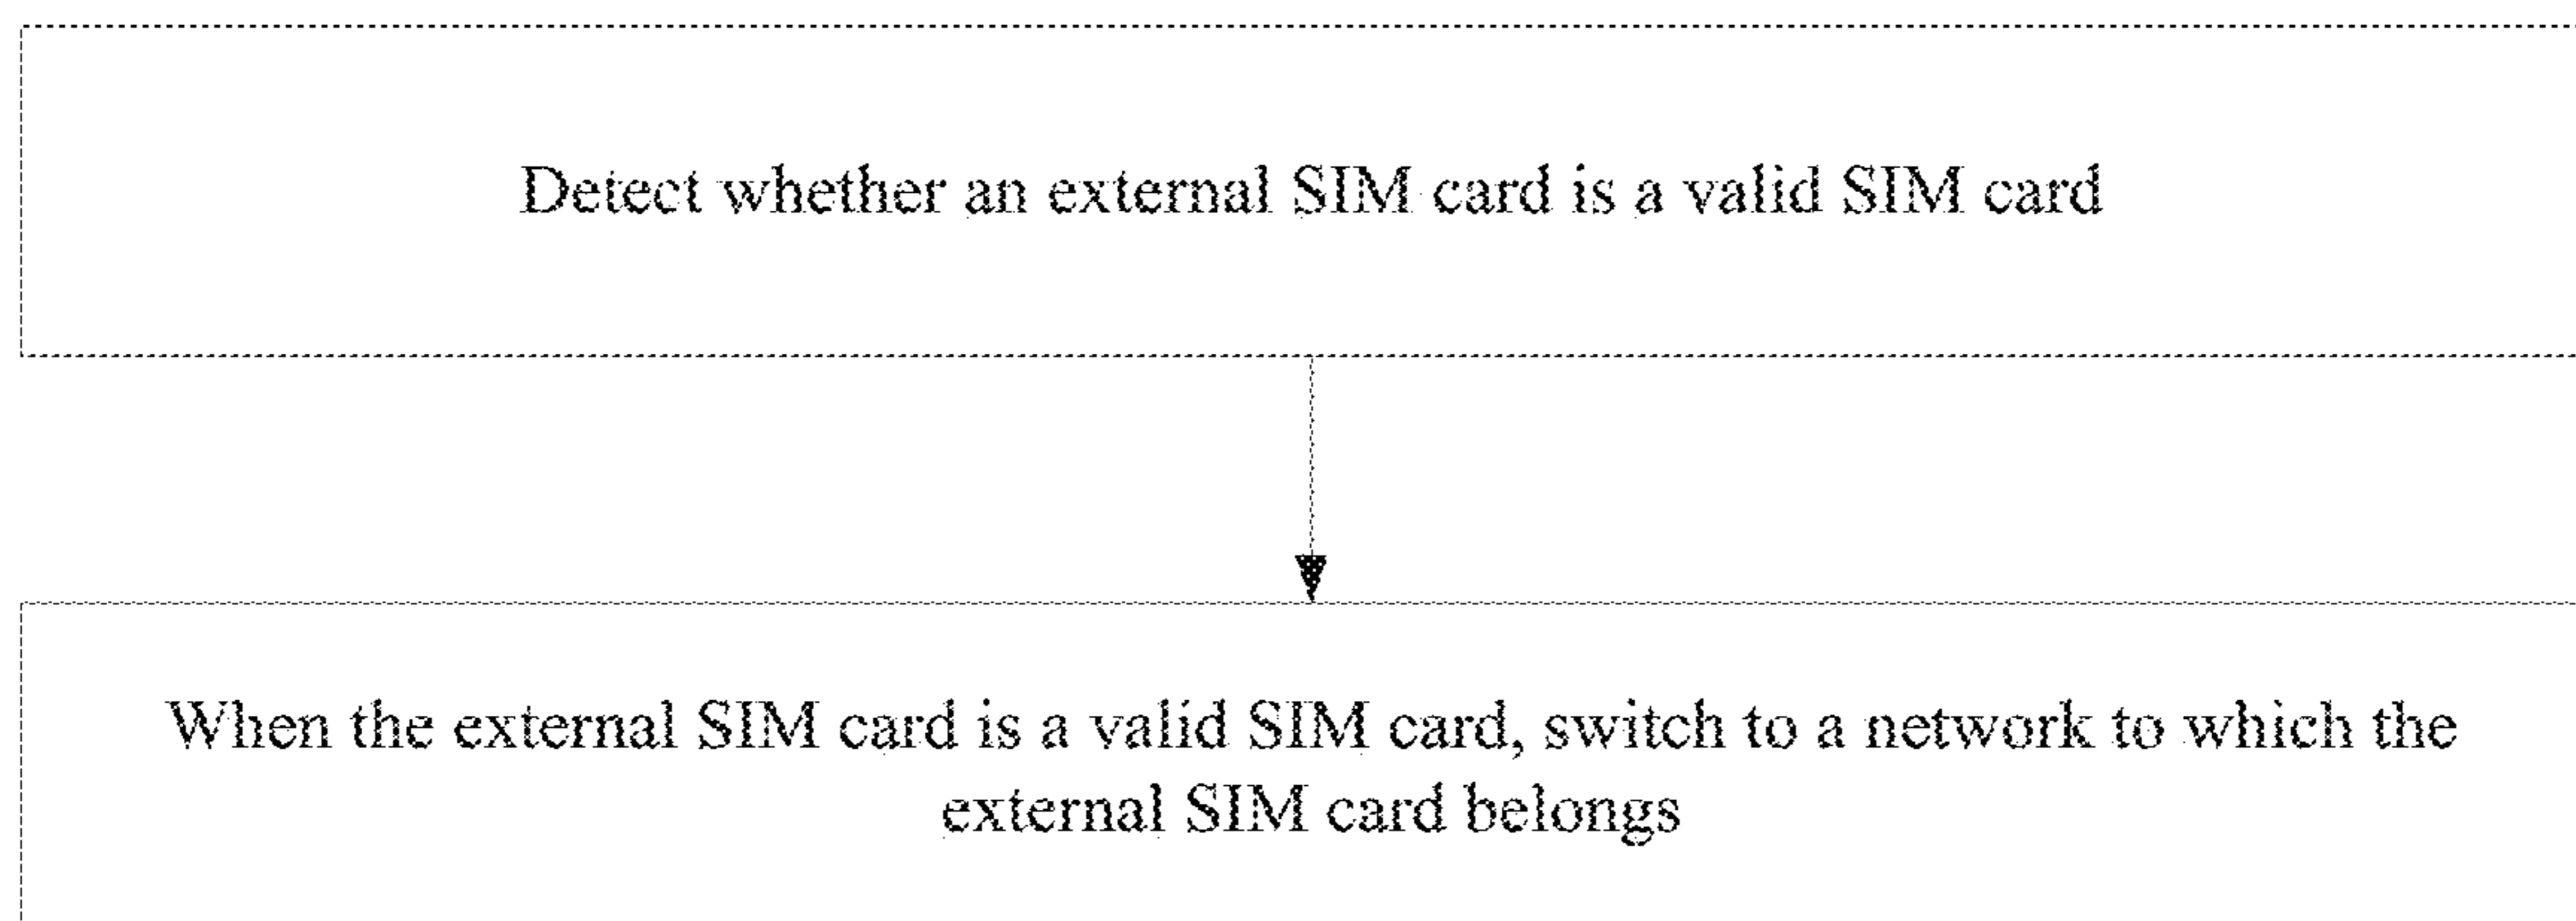 Detect whether an external SIM card is a valid SIM card
When the external SIM card is a valid SIM card, switch to a network to which the
external SIM card belongs